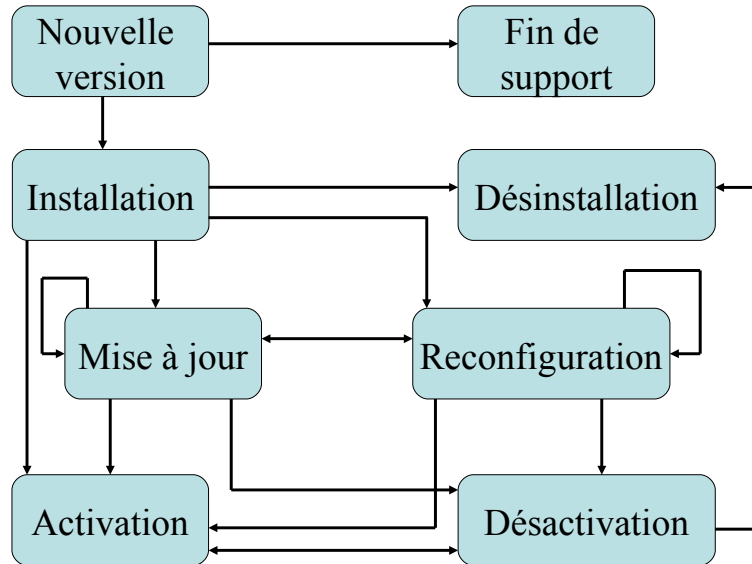 Nouvelle
version
Fin de
support
Installation
Désinstallation
Mise à jour
Reconfiguration
Activation
Désactivation